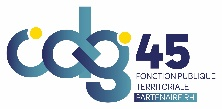 cdg 45
FONCTION PUBLIQUE
TERRITORIALE
PARTENAIRE RH